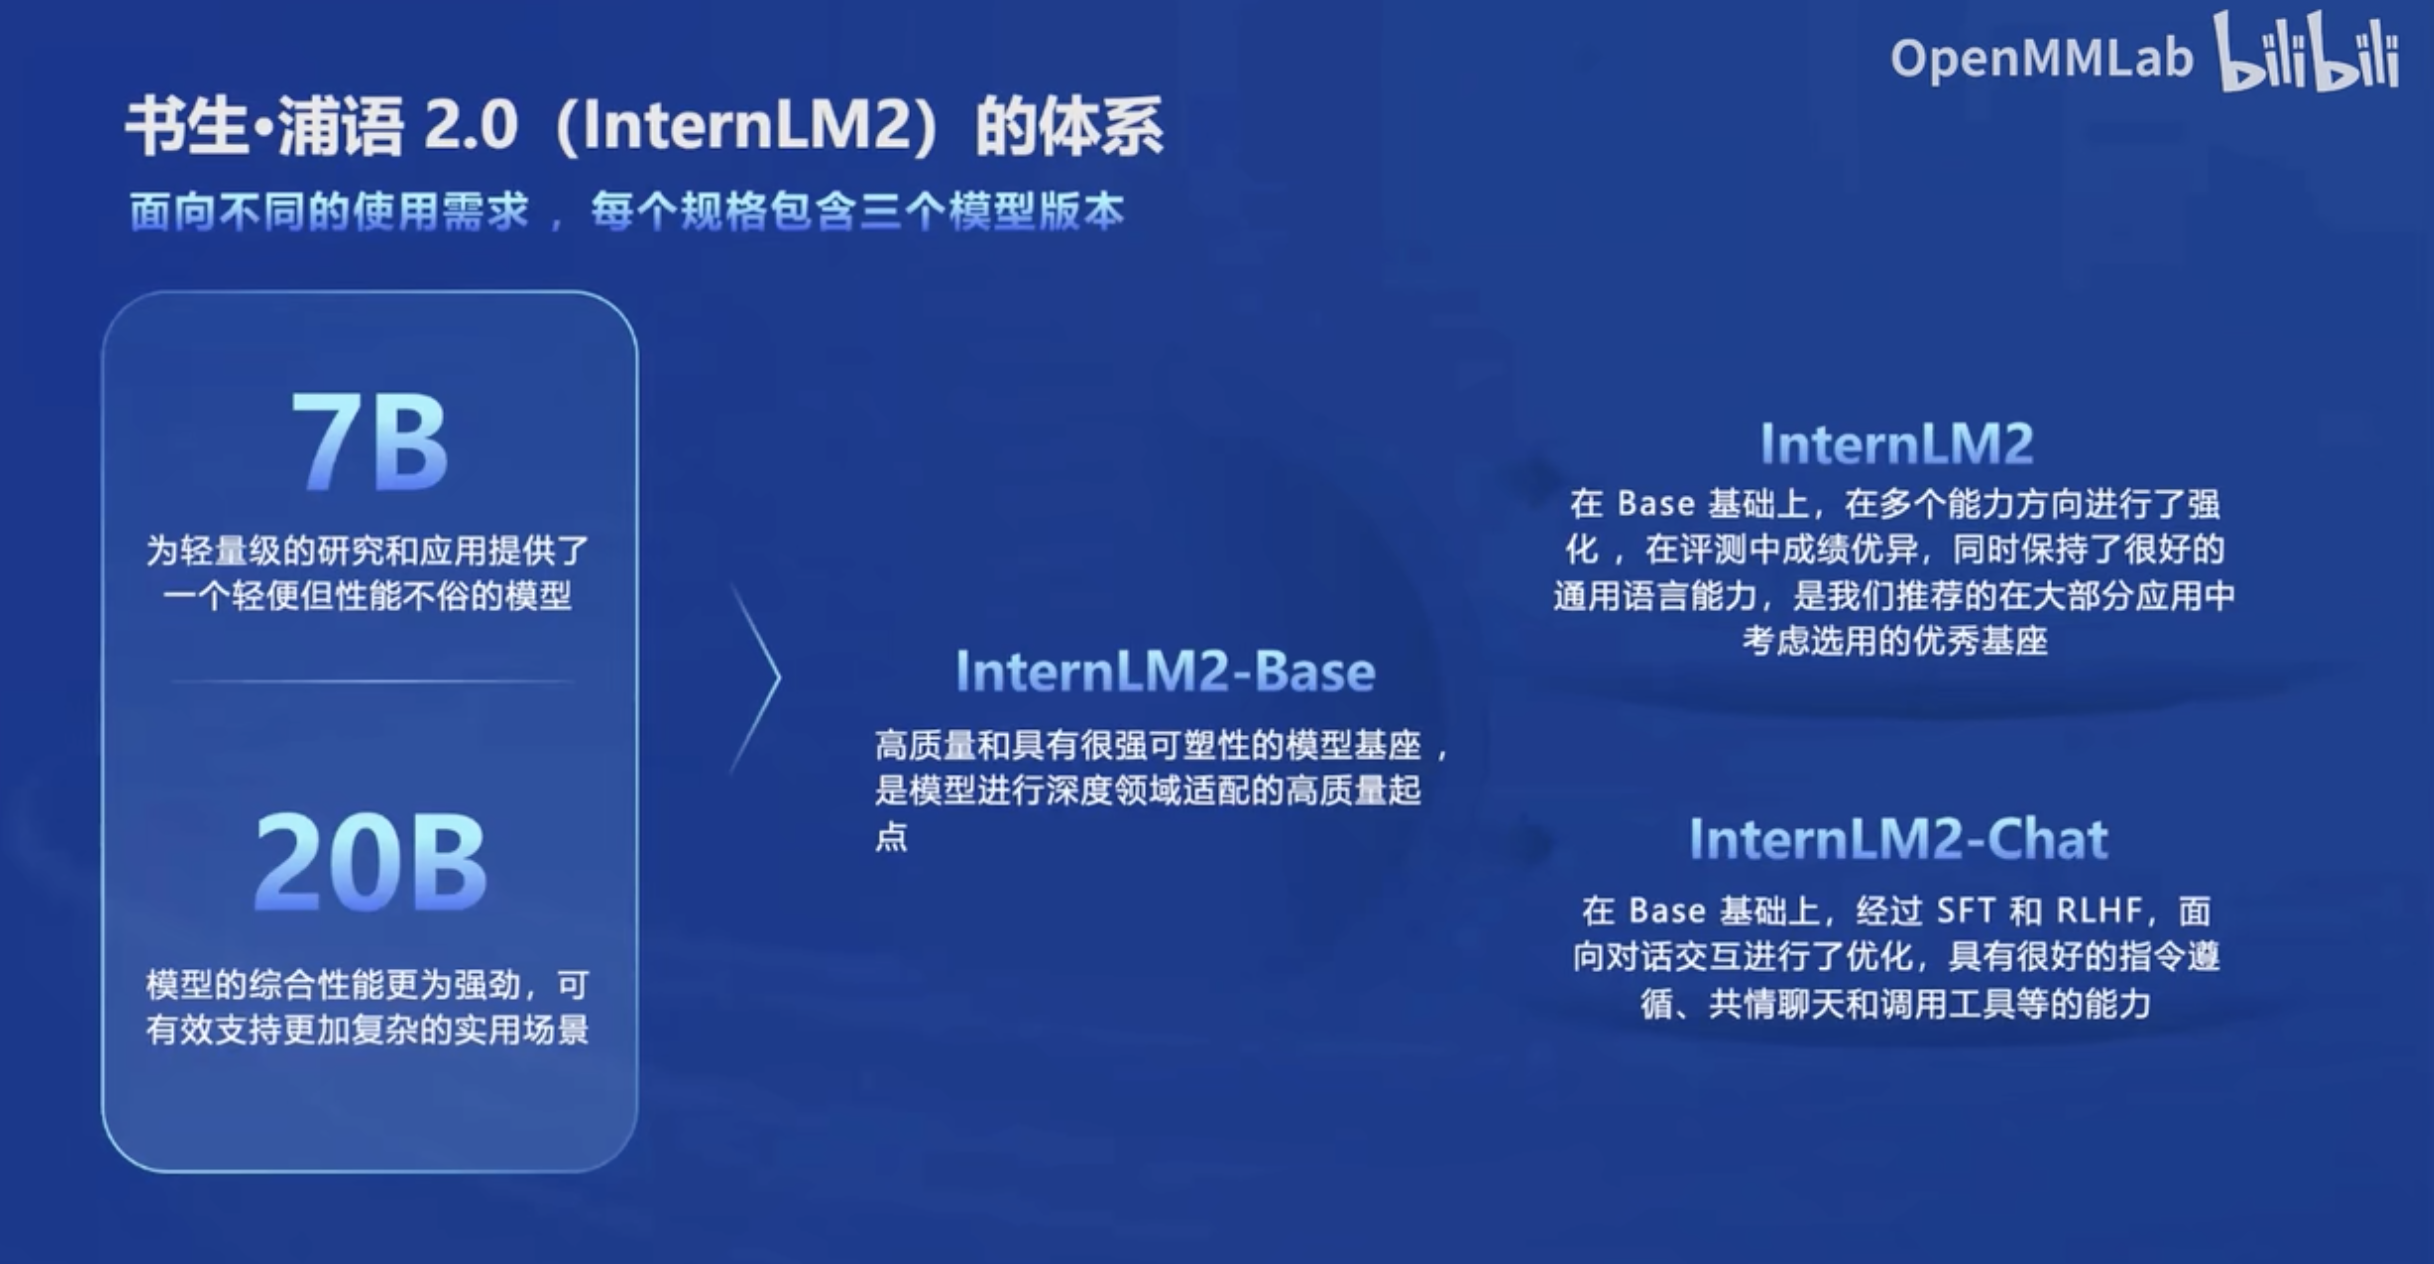 OpenMMLab bilibili
书生·浦语 2.0（InternLM2）的体系
面向不同的使用需求，每个规格包含三个模型版本
7B
为轻量级的研究和应用提供了
一个轻便但性能不俗的模型
20B
模型的综合性能更为强劲，可
有效支持更加复杂的实用场景
InternLM2-Base
高质量和具有很强可塑性的模型基座，
是模型进行深度领域适配的高质量起
点
InternLM2
在 Base 基础上，在多个能力方向进行了强
化，在评测中成绩优异，同时保持了很好的
通用语言能力，是我们推荐的在大部分应用中
考虑选用的优秀基座
InternLM2-Chat
在 Base 基础上，经过 SFT 和 RLHF，面
向对话交互进行了优化，具有很好的指令遵
循、共情聊天和调用工具等的能力